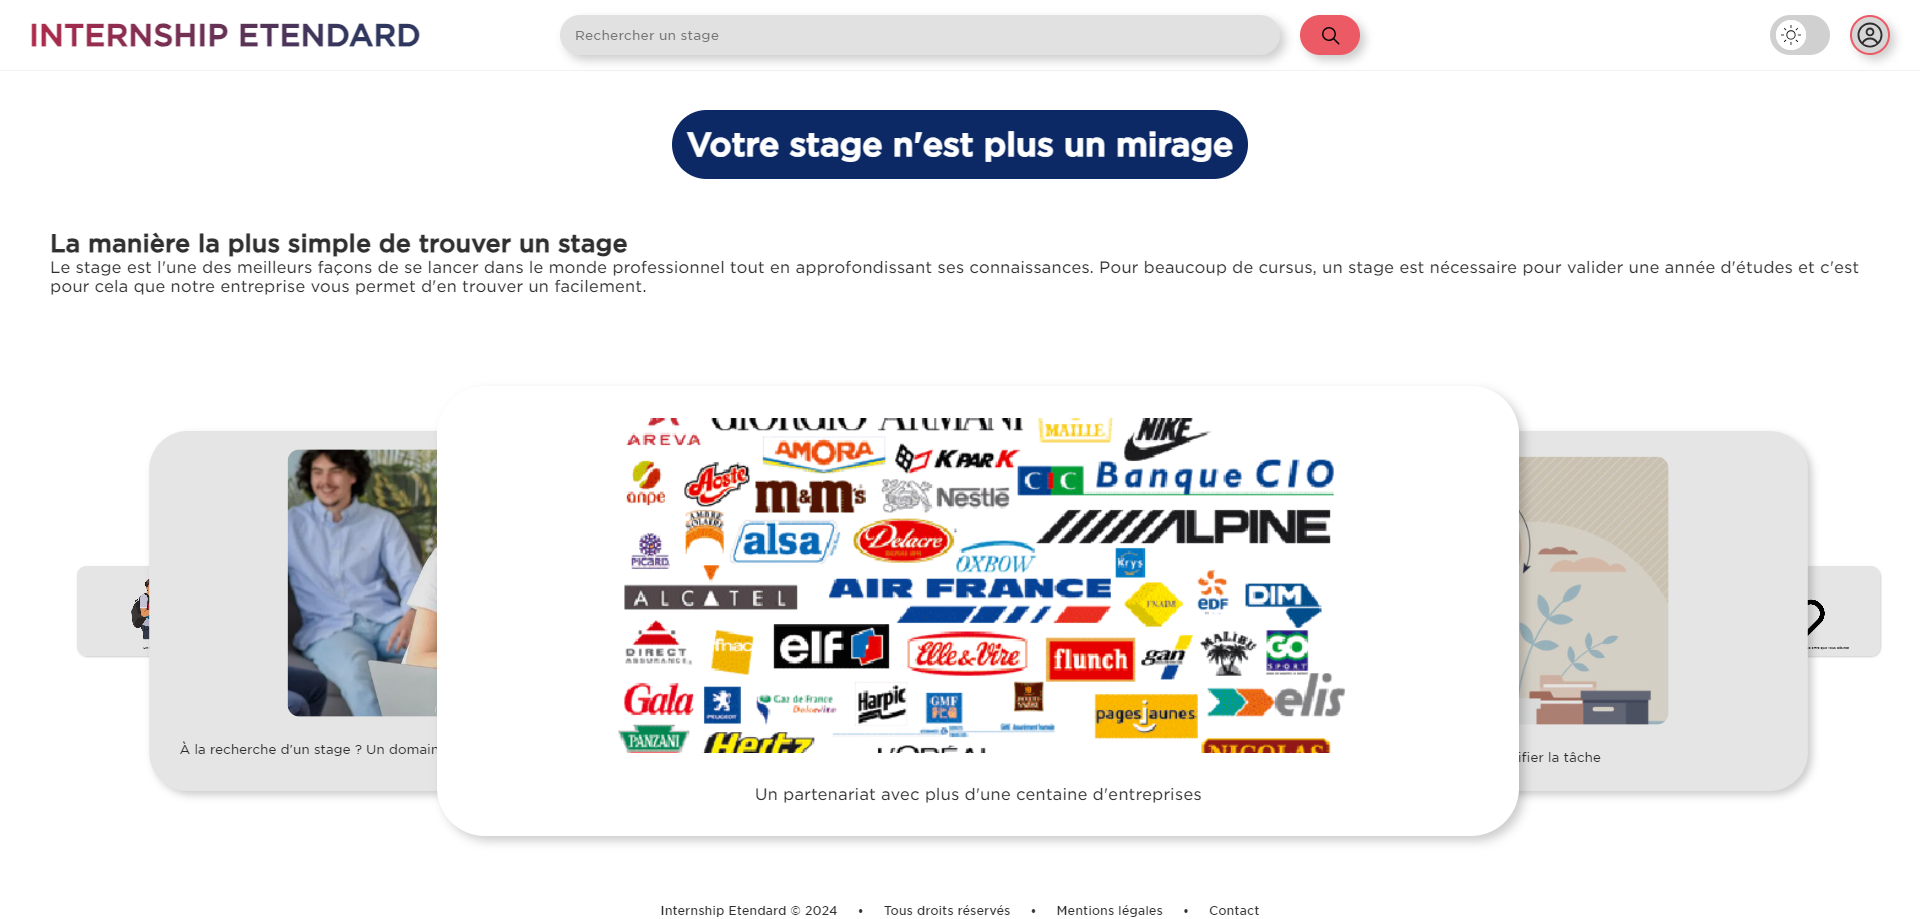 INTERNSHIP ETENDARD
Rechercher un stage
Votre stage n'est plus un mirage
La manière la plus simple de trouver un stage
Le stage est l'une des meilleurs façons de se lancer dans le monde professionnel tout en approfondissant ses connaissances. Pour beaucoup de cursus, un stage est nécessaire pour valider une année d'études et c'est
pour cela que notre entreprise vous permet d'en trouver un facilement.
GIORGIO ARMANI
MAILLE
NIKE
AREVA
AMORA
K PAR K
anpe
Aoste
m&m's
Nestlé
CIC Banque CIO
AMBRE SOLAIRE
alsa
Delacre
OXBOW
ALPINE
PICARD
Krys
ALCATEL
AIR FRANCE
FNAIM
eDF
DIM
DIRECT
ASSURANCE
fnac
elf
Elle & Vire
flunch
gan
MALIBU
GO
SPORT
Gala
PEUGEOT
Gaz de France
DolceVita
Harpic
GMF
pagesjaunes
elis
PANZANI
Hertz
L'ORÉAL
NICOLAS
À la recherche d'un stage ? Un domain
ifier la tâche
Un partenariat avec plus d'une centaine d'entreprises
Internship Etendard © 2024 • Tous droits réservés • Mentions légales • Contact